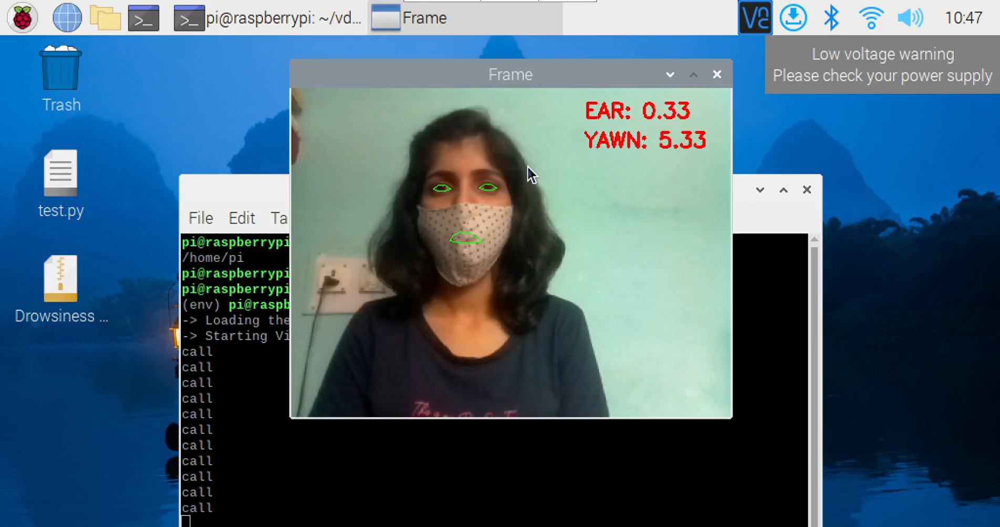 pi@raspberrypi: ~/vd...
Frame
10:47
Low voltage warning
Please check your power supply
Trash
test.py
Drowsiness ...
Frame
EAR: 0.33
YAWN: 5.33
File Edit Ta
pi@raspberrypi
/home/pi
pi@raspberrypi
pi@raspberrypi
(env) pi@raspb
-> Loading the
-> Starting Vi
call
call
call
call
call
call
call
call
call
call
call